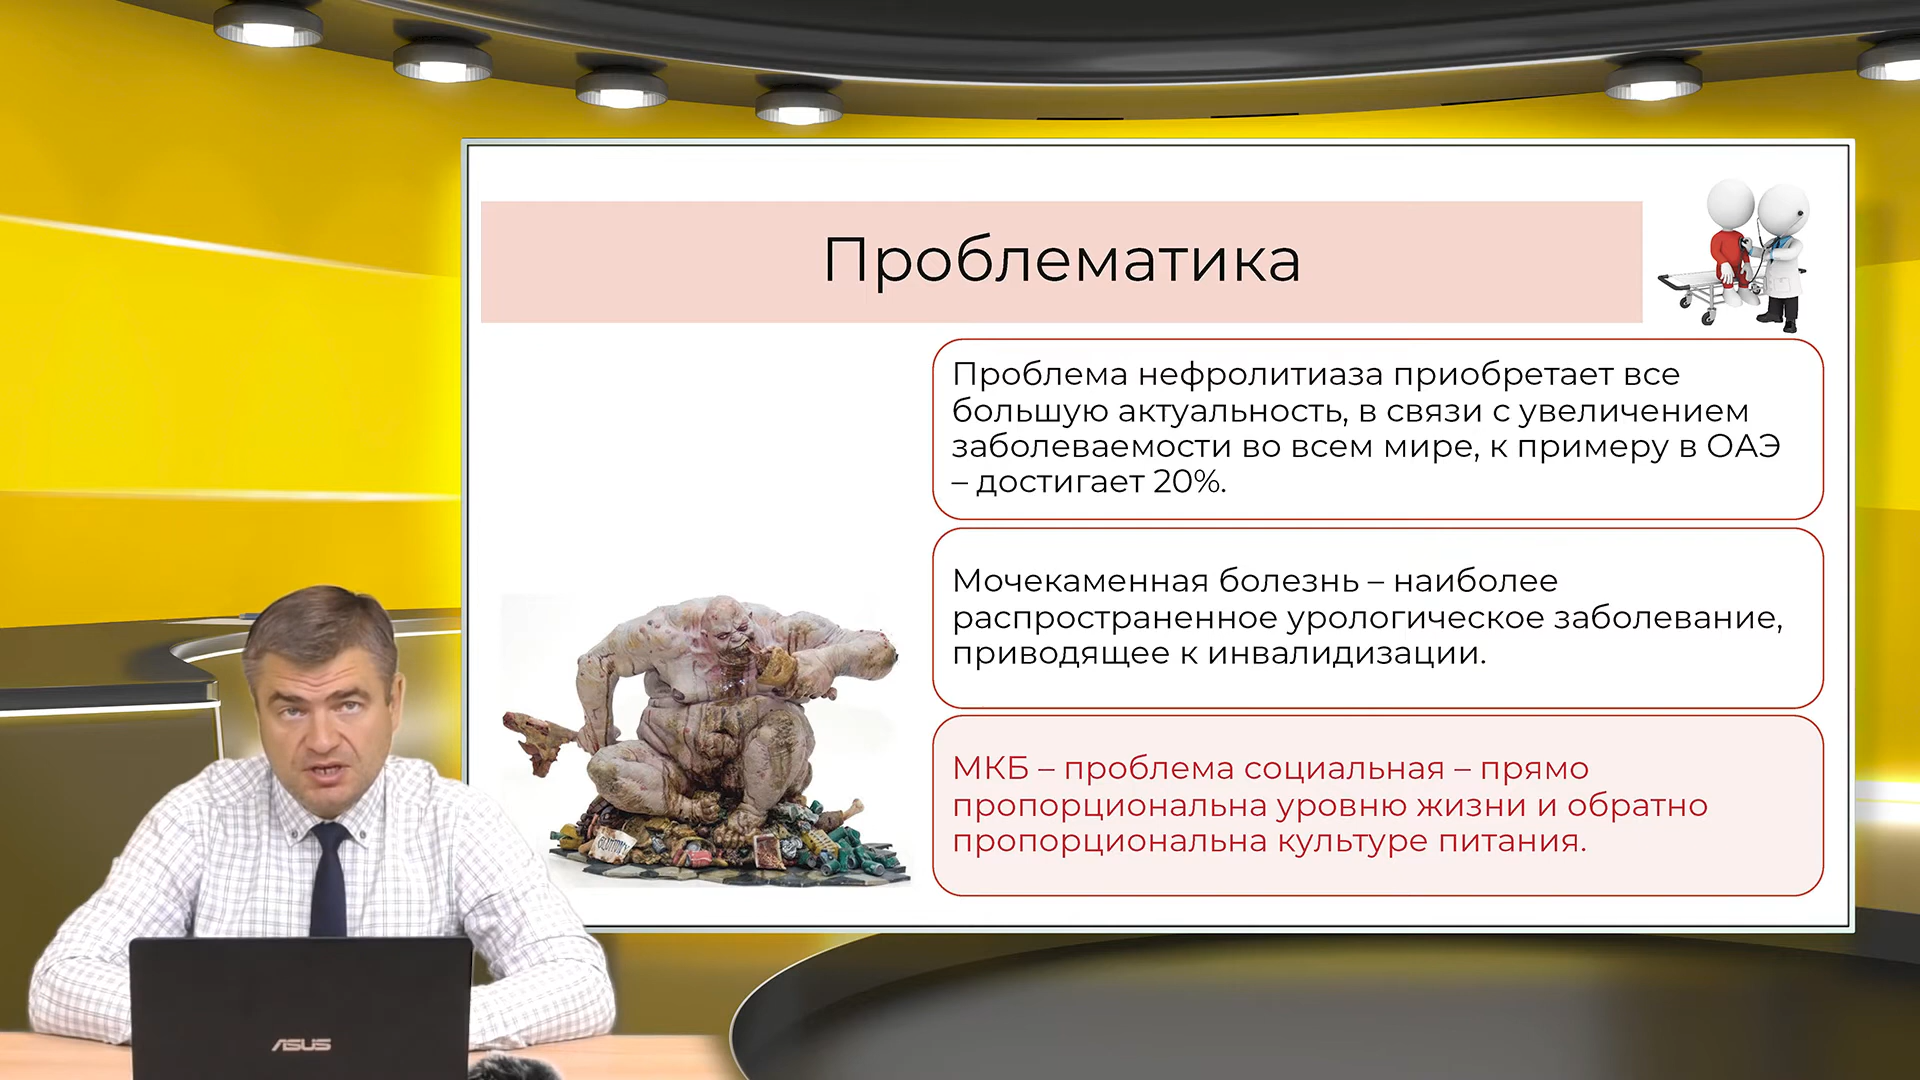 Проблематика
Проблема нефролитиаза приобретает все
большую актуальность, в связи с увеличением
заболеваемости во всем мире, к примеру в ОАЭ
– достигает 20%.
Мочекаменная болезнь – наиболее
распространенное урологическое заболевание,
приводящее к инвалидизации.
МКБ – проблема социальная – прямо
пропорциональна уровню жизни и обратно
пропорциональна культуре питания.
ASUS